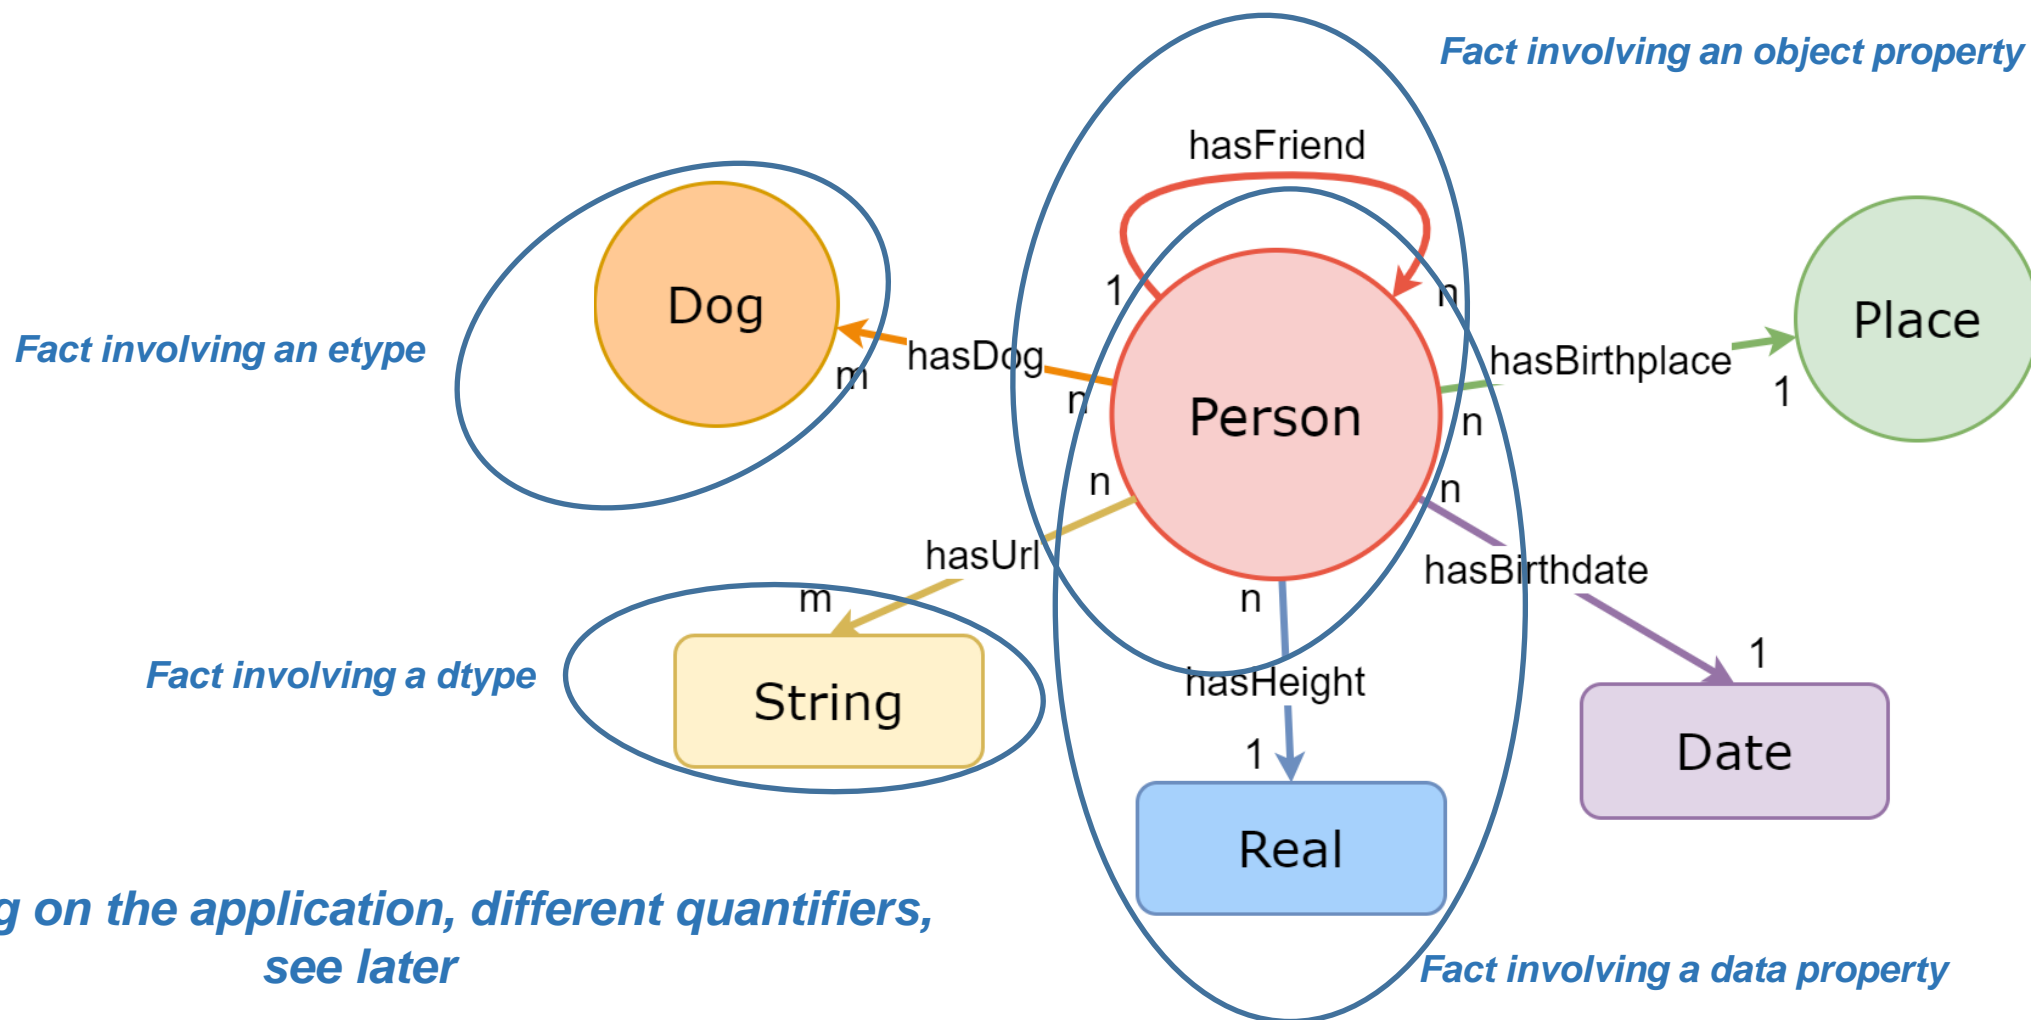 Fact involving an object property
hasFriend
Dog
1
n
Place
Person
Fact involving an etype
hasDog
m
n
hasBirthplace
1
n
n
n
hasUrl
m
n
hasBirthdate
Fact involving a dtype
String
hasHeight
1
1
Date
Real
g on the application, different quantifiers,
see later
Fact involving a data property